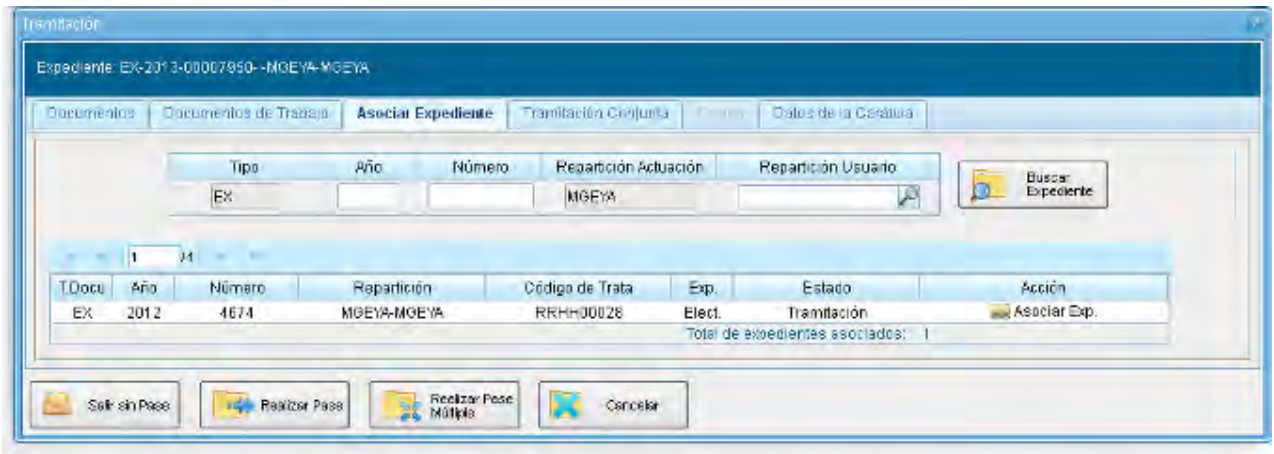 Tramitación
Expediente: EX-2013-00007950- -MGEYA-MGEYA
Documentos Documentos de Trabajo Asociar Expediente Tramitación Conjunta Datos de la Carátula
Tipo Año Número Repartición Actuación Repartición Usuario
EX MGEYA
Buscar
Expediente
1 /1
T.Docu Año Número Repartición Código de Trata Exp. Estado Acción
EX 2012 4674 MGEYA-MGEYA RRHH00028 Elect. Tramitación Asociar Exp.
Total de expedientes asociados: 1
Salir sin Pase Realizar Pase Realizar Pase
Múltiple Cancelar